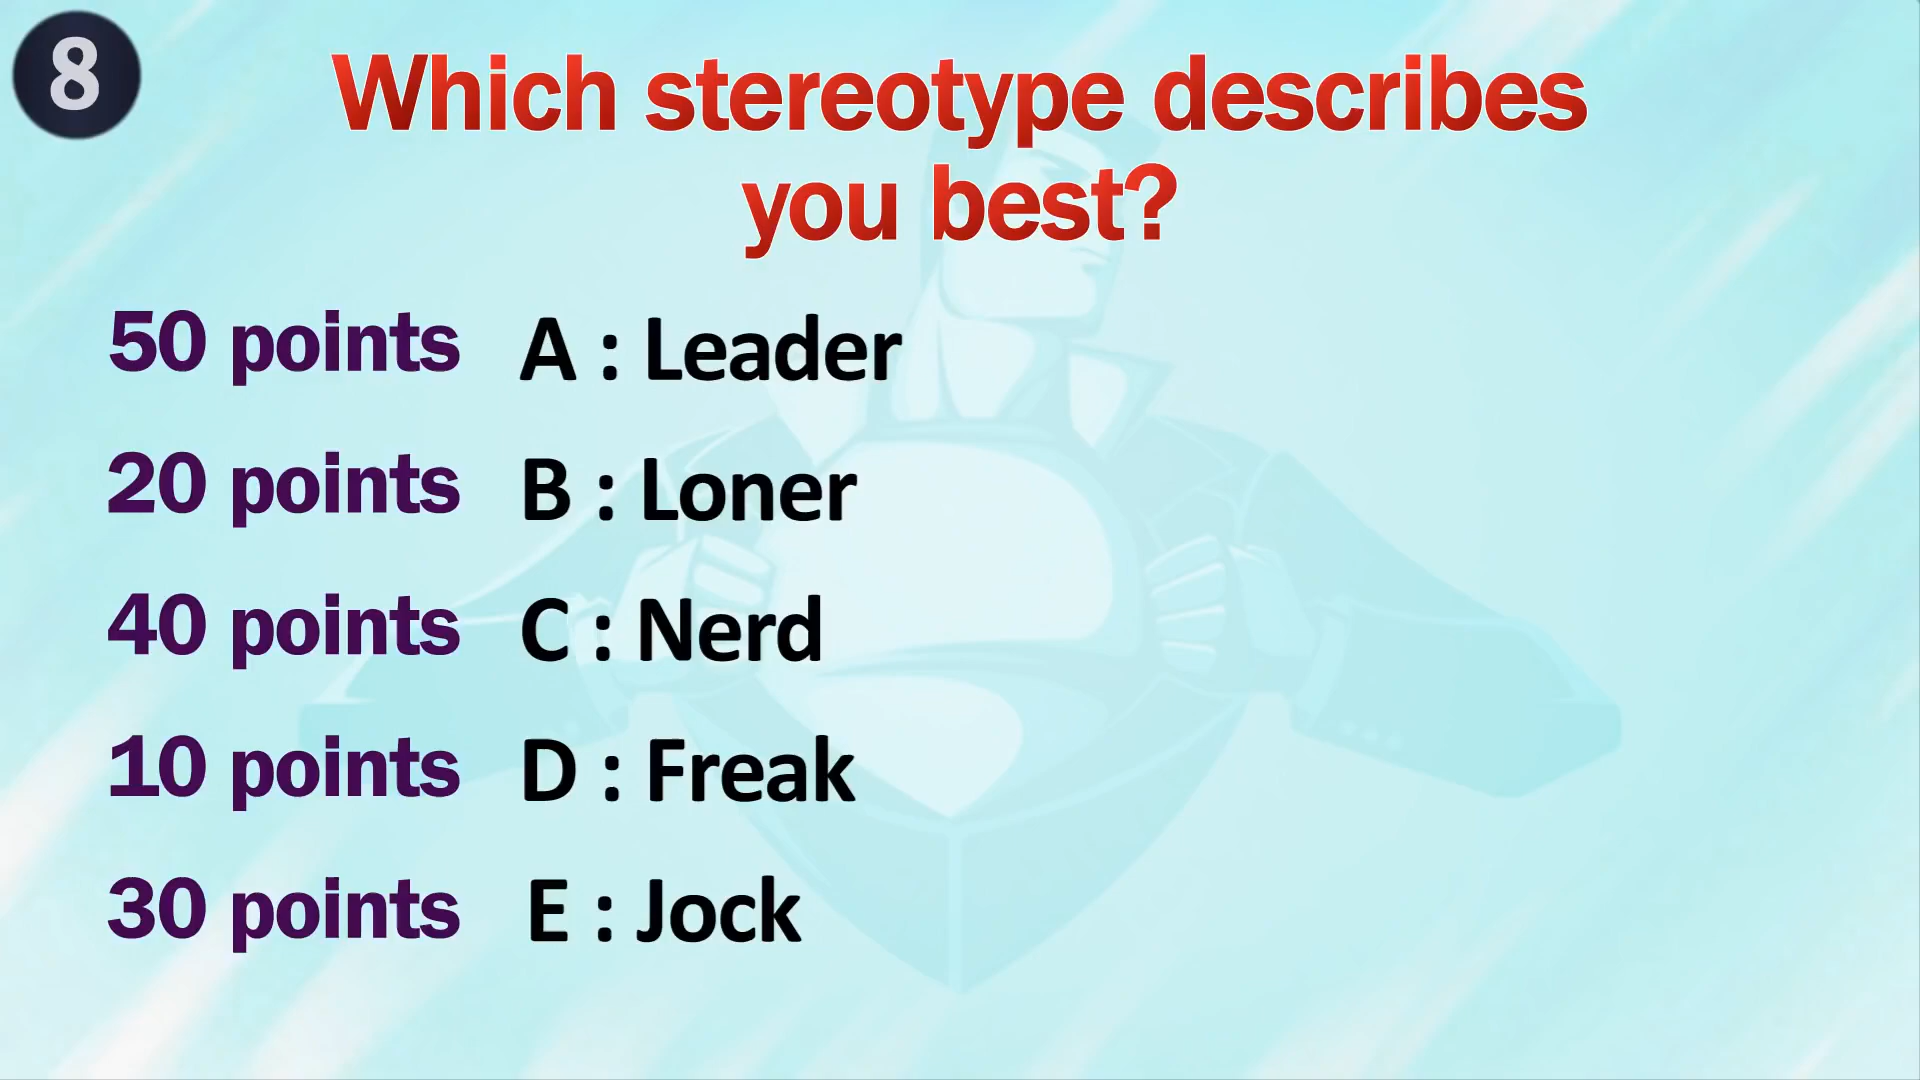 8
Which stereotype describes
you best?
50 points A : Leader
20 points B : Loner
40 points C : Nerd
10 points D : Freak
30 points E : Jock